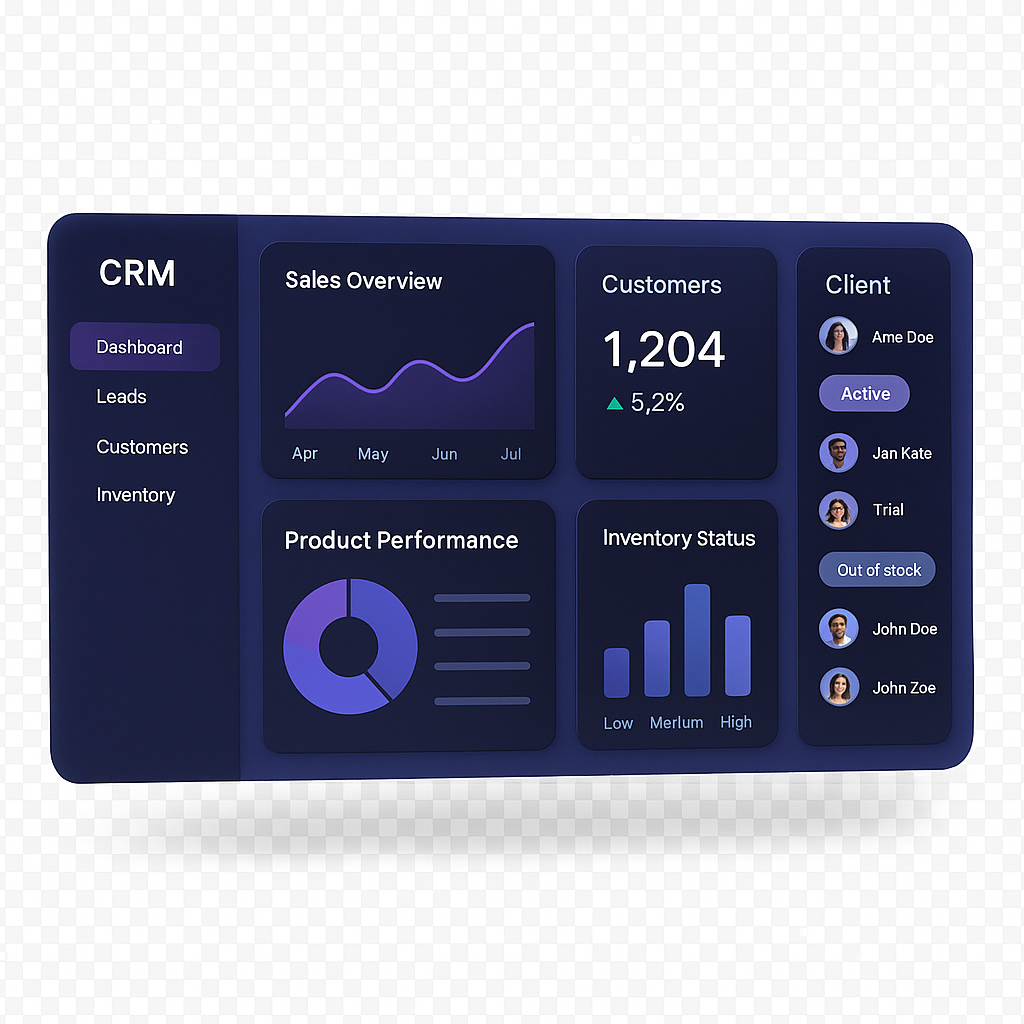 CRM
Dashboard
Leads
Customers
Inventory
Sales Overview
Apr May Jun Jul
Customers
1,204
5,2%
Product Performance
Inventory Status
Low Merlum High
Client
Ame Doe
Active
Jan Kate
Trial
Out of stock
John Doe
John Zoe